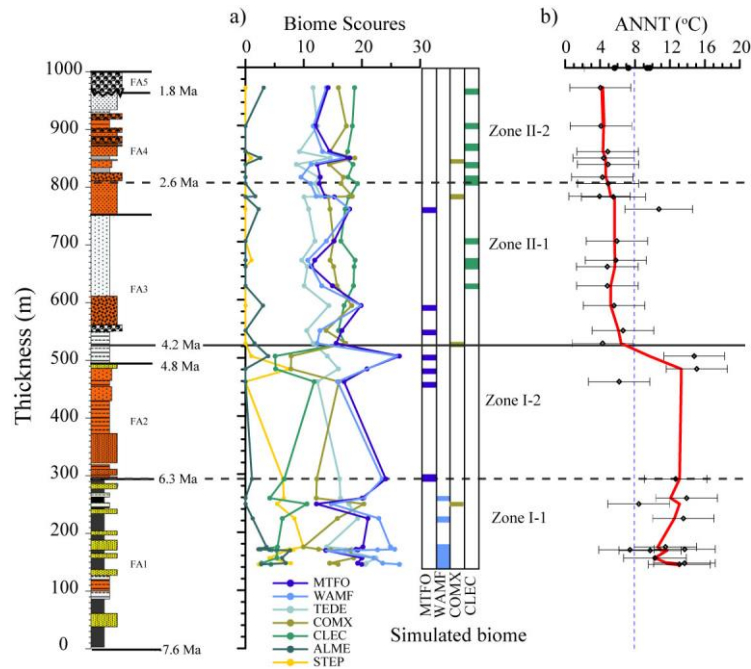 a) Biome Scoures
0 10 20 30
b) ANNT (°C)
0 4 8 12 16 20
Thickness (m)
1000
900
800
700
600
500
400
300
200
100
0
FA5
FA4
FA3
FA2
FA1
1.8 Ma
2.6 Ma
4.2 Ma
4.8 Ma
6.3 Ma
7.6 Ma
Zone II-2
Zone II-1
Zone I-2
Zone I-1
MTFO
WAMF
TEDE
COMX
CLEC
ALME
STEP
MTFO
WAMF
COMX
CLEC
Simulated biome